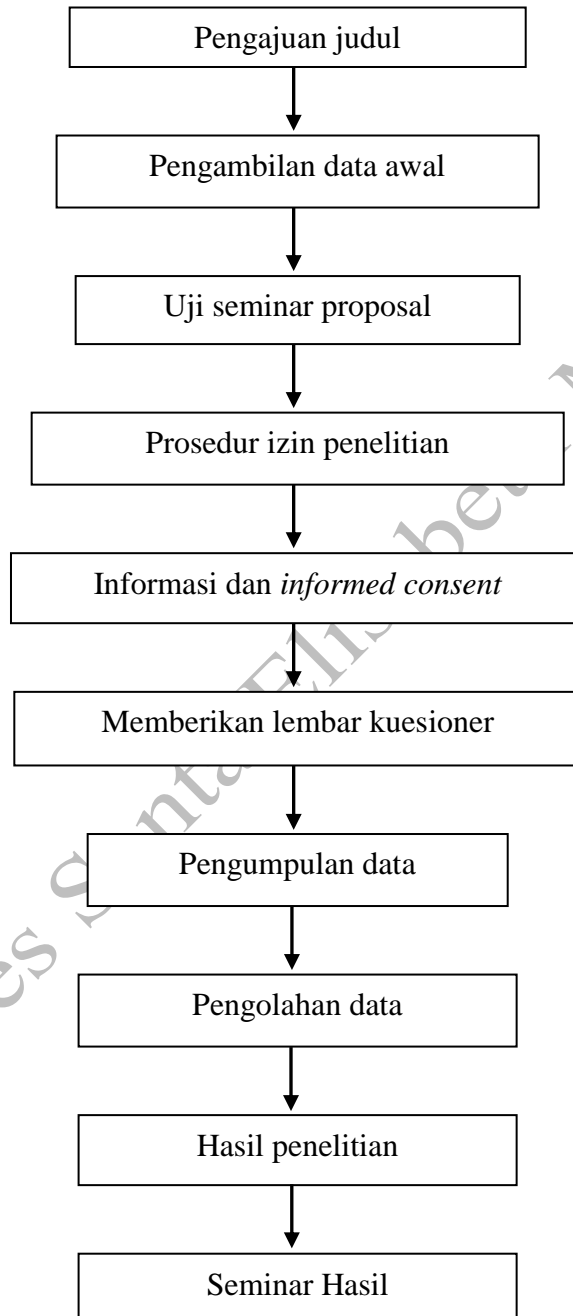 Pengajuan judul
Pengambilan data awal
Uji seminar proposal
Prosedur izin penelitian
Informasi dan informed consent
Memberikan lembar kuesioner
Pengumpulan data
Pengolahan data
Hasil penelitian
Seminar Hasil